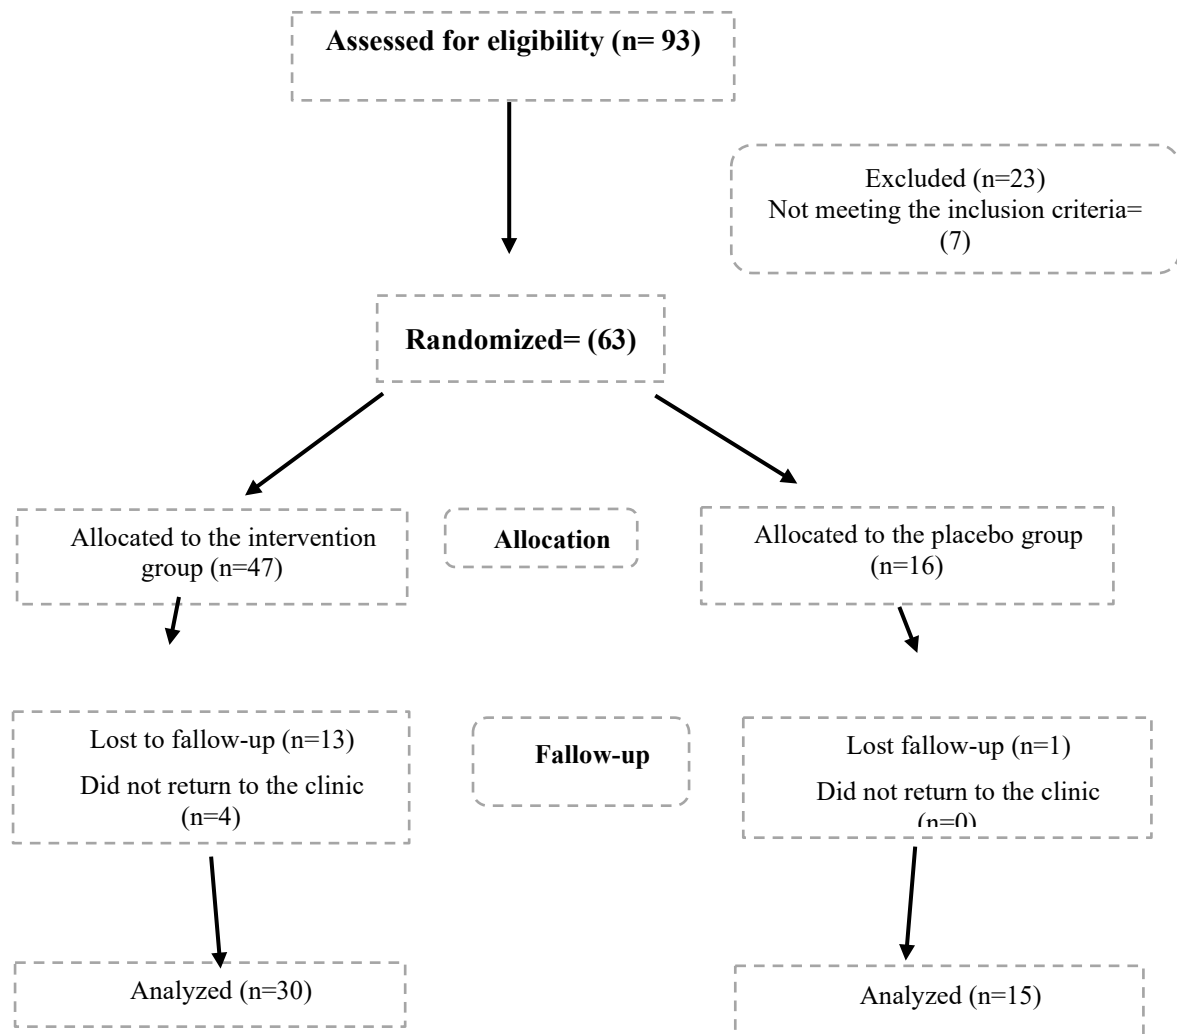 Assessed for eligibility (n= 93)
Excluded (n=23)
Not meeting the inclusion criteria=
(7)
Randomized= (63)
Allocated to the intervention
group (n=47)
Allocation
Allocated to the placebo group
(n=16)
Lost to fallow-up (n=13)
Did not return to the clinic
(n=4)
Fallow-up
Lost fallow-up (n=1)
Did not return to the clinic
(n=0)
Analyzed (n=30)
Analyzed (n=15)